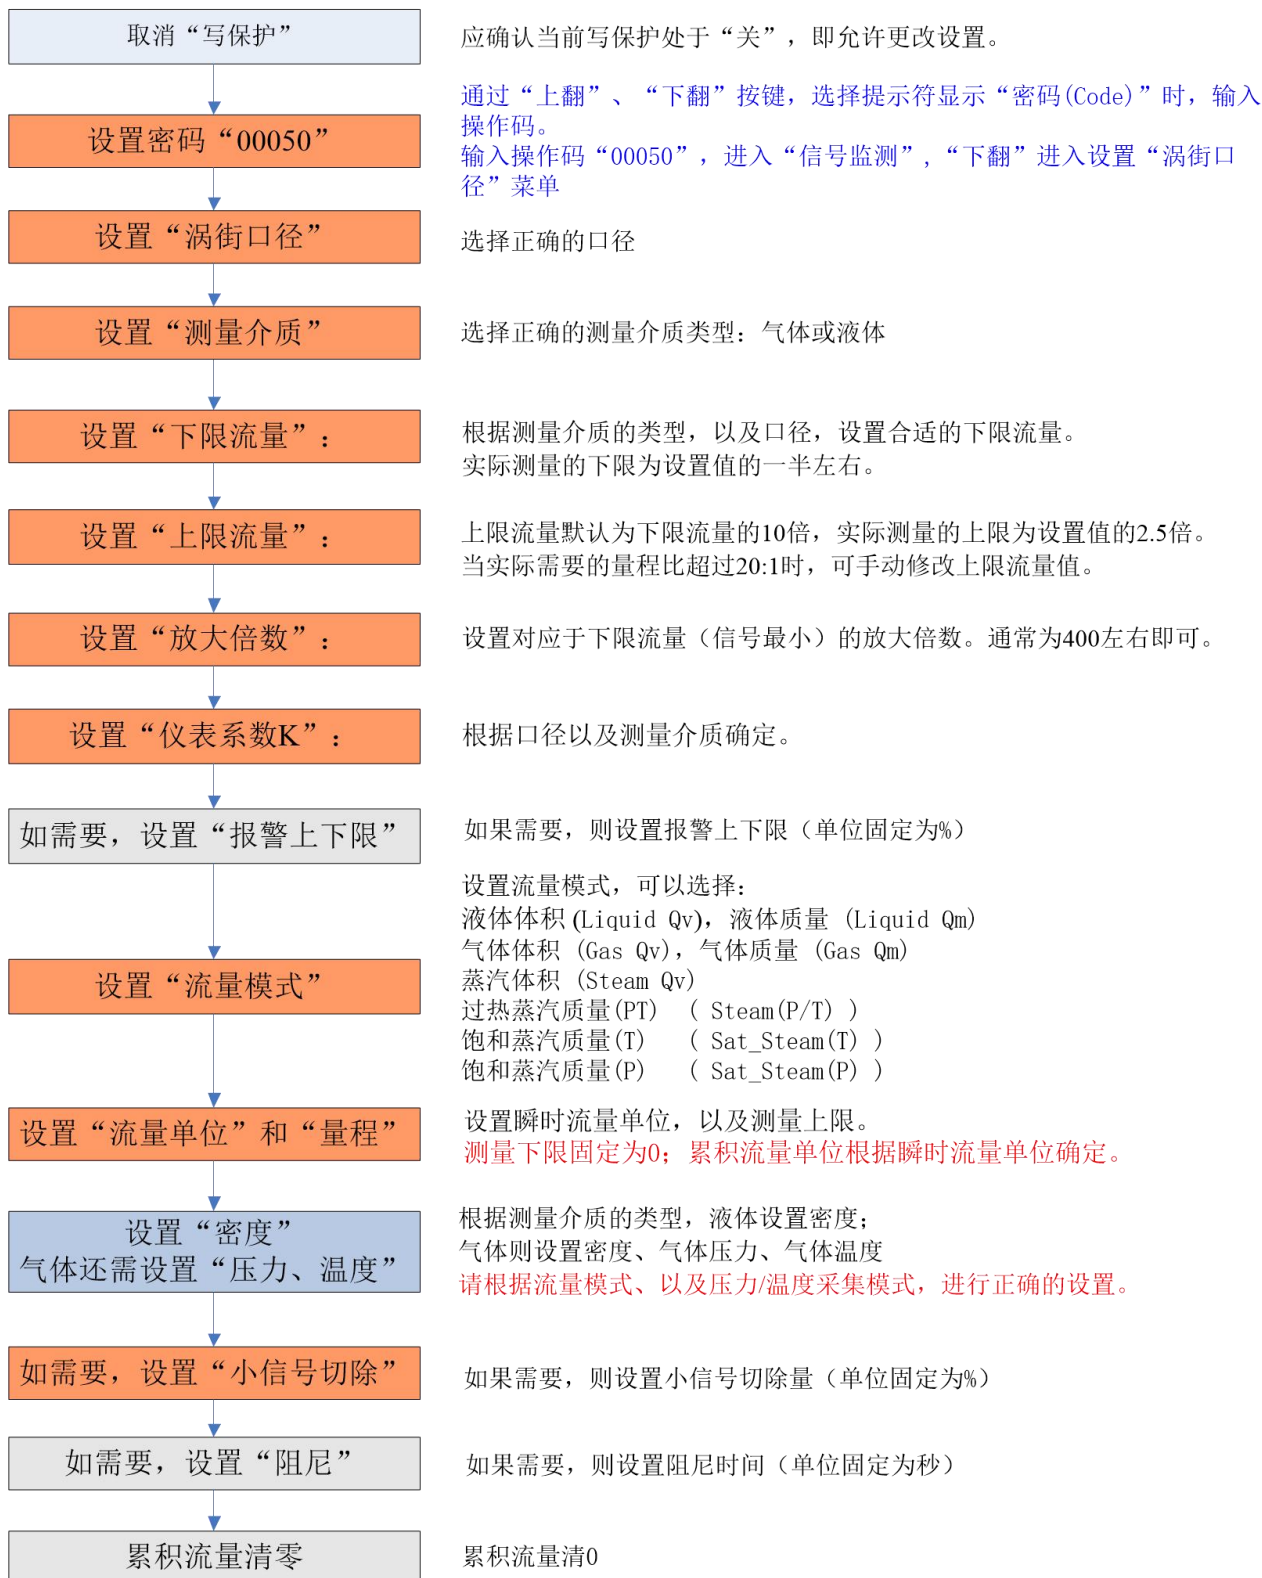 取消“写保护”
应确认当前写保护处于“关”，即允许更改设置。
通过“上翻”、“下翻”按键，选择提示符显示“密码(Code)”时，输入
操作码。
输入操作码“00050”，进入“信号监测”，“下翻”进入设置“涡街口
径”菜单
设置密码“00050”
设置“涡街口径”
选择正确的口径
设置“测量介质”
选择正确的测量介质类型：气体或液体
设置“下限流量”：
根据测量介质的类型，以及口径，设置合适的下限流量。
实际测量的下限为设置值的一半左右。
设置“上限流量”：
上限流量默认为下限流量的10倍，实际测量的上限为设置值的2.5倍。
当实际需要的量程比超过20:1时，可手动修改上限流量值。
设置“放大倍数”：
设置对应于下限流量（信号最小）的放大倍数。通常为400左右即可。
设置“仪表系数K”：
根据口径以及测量介质确定。
如需要，设置“报警上下限”
如果需要，则设置报警上下限（单位固定为%）
设置“流量模式”
设置流量模式，可以选择：
液体体积 (Liquid Qv)，液体质量 (Liquid Qm)
气体体积 (Gas Qv)，气体质量 (Gas Qm)
蒸汽体积 (Steam Qv)
过热蒸汽质量(PT) ( Steam(P/T) )
饱和蒸汽质量(T) ( Sat_Steam(T) )
饱和蒸汽质量(P) ( Sat_Steam(P) )
设置“流量单位”和“量程”
设置瞬时流量单位，以及测量上限。
测量下限固定为0；累积流量单位根据瞬时流量单位确定。
设置“密度”
气体还需设置“压力、温度”
根据测量介质的类型，液体设置密度；
气体则设置密度、气体压力、气体温度
请根据流量模式、以及压力/温度采集模式，进行正确的设置。
如需要，设置“小信号切除”
如果需要，则设置小信号切除量（单位固定为%）
如需要，设置“阻尼”
如果需要，则设置阻尼时间（单位固定为秒）
累积流量清零
累积流量清0